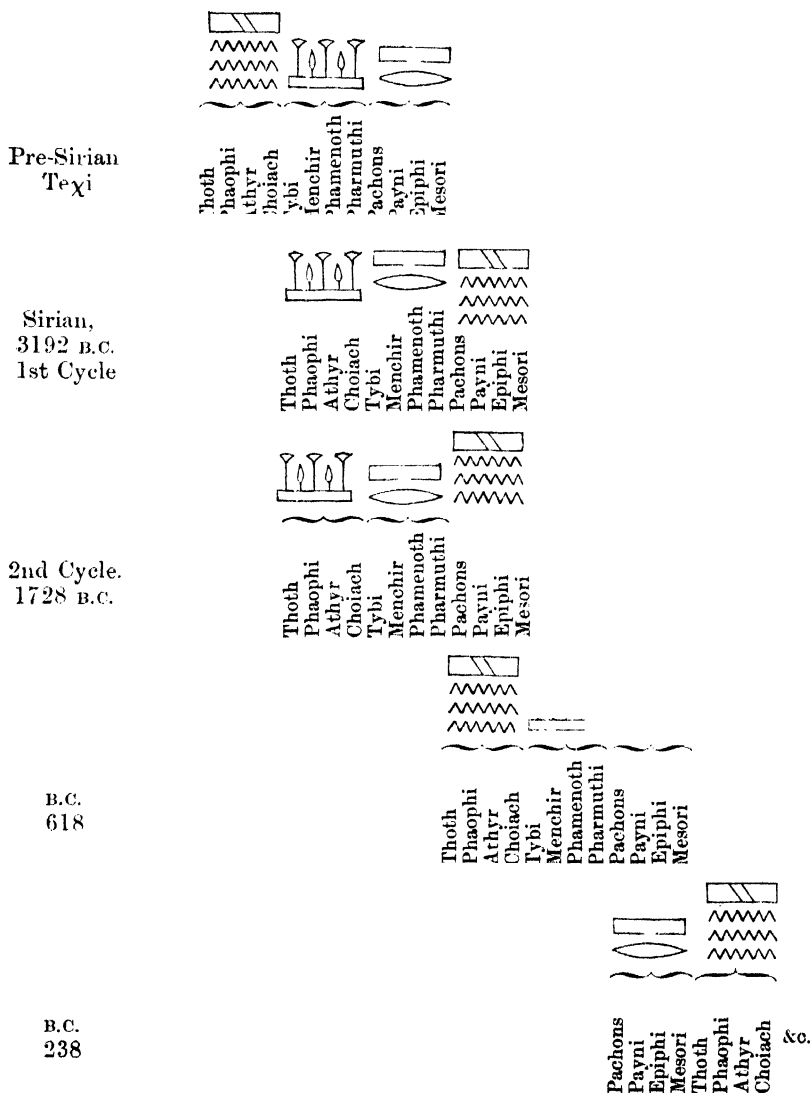 Pre-Sirian
Teχi
Thoth
Phaophi
Athyr
Choiach
Tybi
Menchir
Phamenoth
Pharmuthi
Pachons
Payni
Epiphi
Mesori
Sirian,
3192 B.C.
1st Cycle
Thoth
Phaophi
Athyr
Choiach
Tybi
Menchir
Phamenoth
Pharmuthi
Pachons
Payni
Epiphi
Mesori
2nd Cycle.
1728 B.C.
Thoth
Phaophi
Athyr
Choiach
Tybi
Menchir
Phamenoth
Pharmuthi
Pachons
Payni
Epiphi
Mesori
B.C.
618
Thoth
Phaophi
Athyr
Choiach
Tybi
Menchir
Phamenoth
Pharmuthi
Pachons
Payni
Epiphi
Mesori
B.C.
238
Pachons
Payni
Epiphi
Mesori
Thoth
Phaophi
Athyr
Choiach
&c.